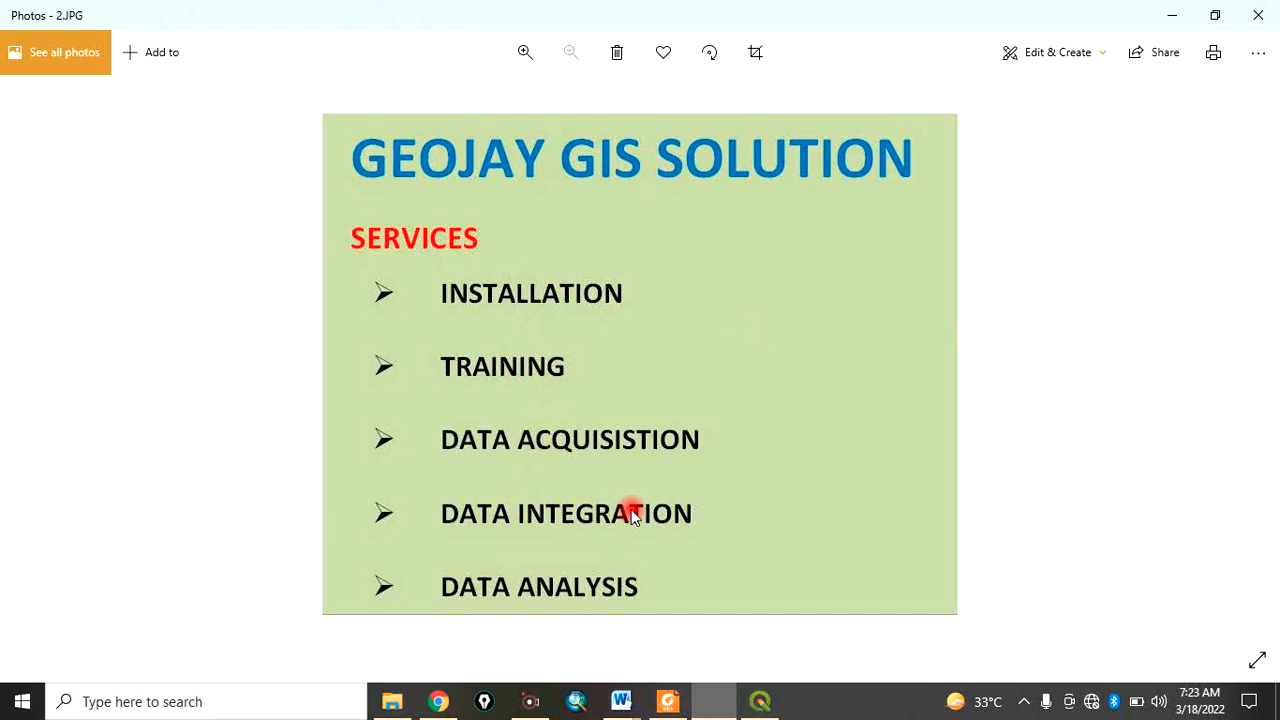 Photos - 2.JPG
See all photos
Add to
Edit & Create
Share
GEOJAY GIS SOLUTION
SERVICES
INSTALLATION
TRAINING
DATA ACQUISISTION
DATA INTEGRATION
DATA ANALYSIS
Type here to search
33°C
7:23 AM
3/18/2022